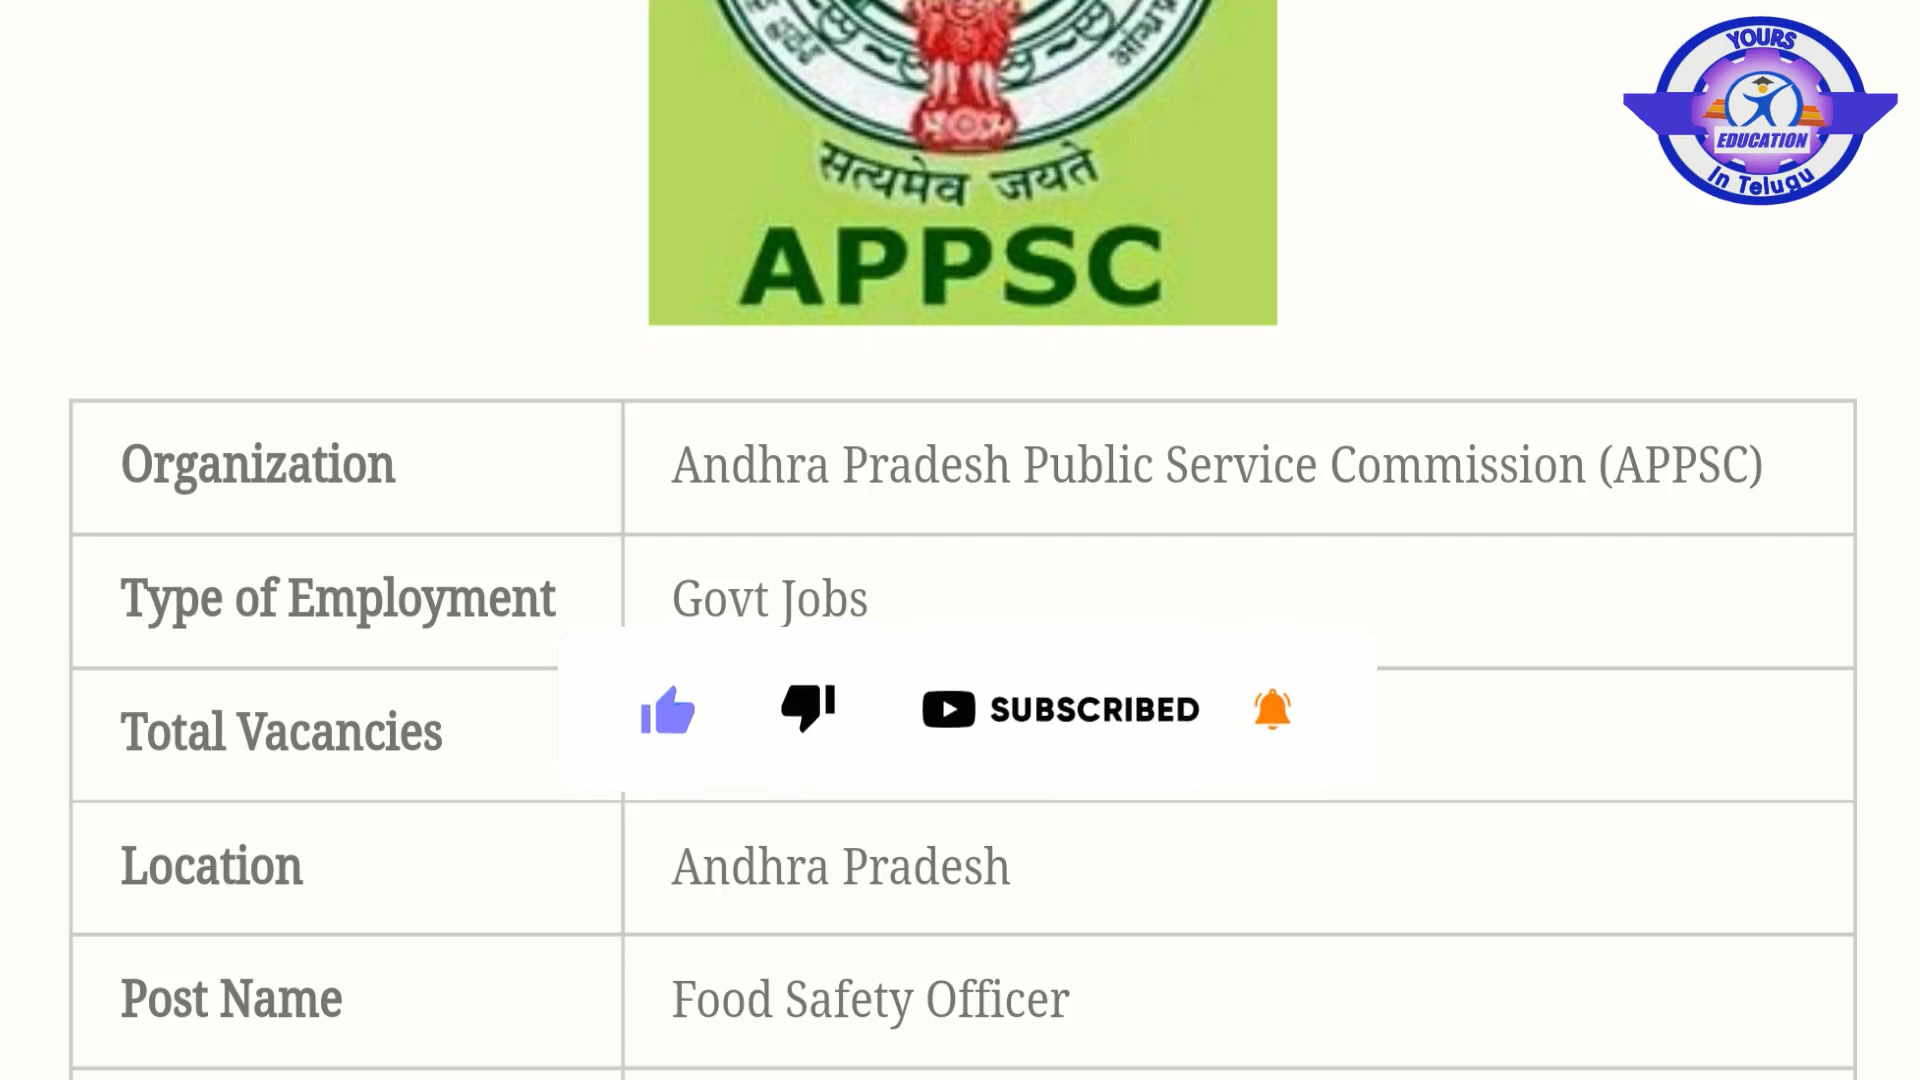 सत्यमेव जयते
APPSC
YOURS
EDUCATION
In Telugu
Organization
Andhra Pradesh Public Service Commission (APPSC)
Type of Employment
Govt Jobs
Total Vacancies
SUBSCRIBED
Location
Andhra Pradesh
Post Name
Food Safety Officer